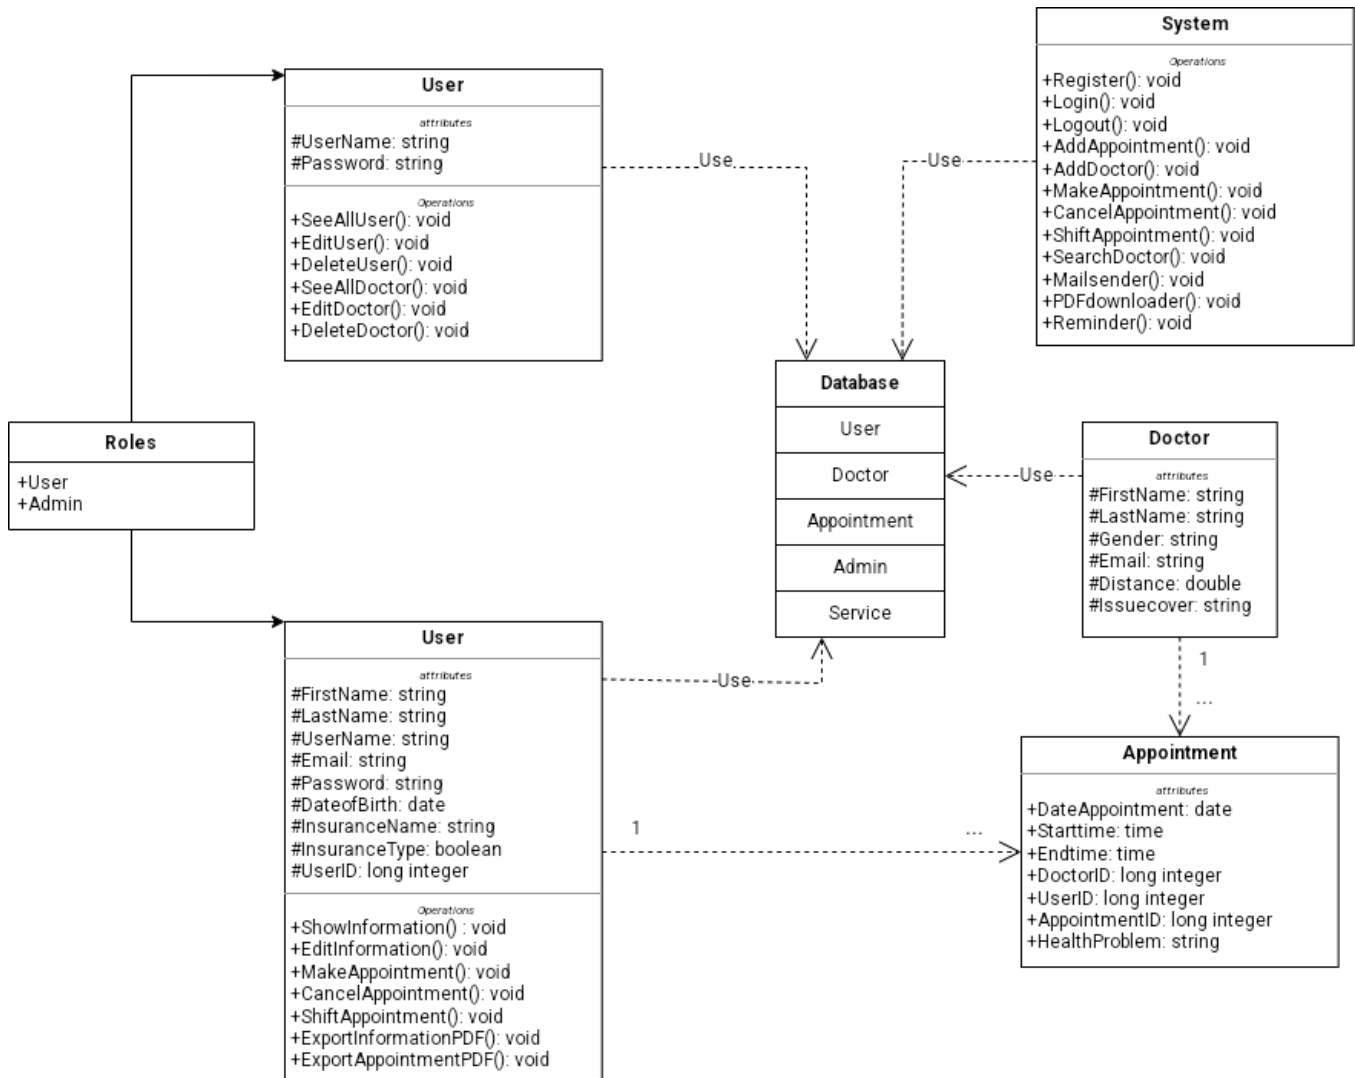 User
attributes
#UserName: string
#Password: string
Operations
+SeeAllUser(): void
+EditUser(): void
+DeleteUser(): void
+SeeAllDoctor(): void
+EditDoctor(): void
+DeleteDoctor(): void
Use
System
Operations
+Register(): void
+Login(): void
+Logout(): void
+AddAppointment(): void
+AddDoctor(): void
+MakeAppointment(): void
+CancelAppointment(): void
+ShiftAppointment(): void
+SearchDoctor(): void
+Mailsender(): void
+PDFdownloader(): void
+Reminder(): void
Use
Roles
+User
+Admin
Database
User
Doctor
Appointment
Admin
Service
Use
Doctor
attributes
#FirstName: string
#LastName: string
#Gender: string
#Email: string
#Distance: double
#Issuecover: string
1
...
User
attributes
#FirstName: string
#LastName: string
#UserName: string
#Email: string
#Password: string
#DateofBirth: date
#InsuranceName: string
#InsuranceType: boolean
#UserID: long integer
Operations
+ShowInformation() : void
+EditInformation(): void
+MakeAppointment(): void
+CancelAppointment(): void
+ShiftAppointment(): void
+ExportInformationPDF(): void
+ExportAppointmentPDF(): void
Use
1
...
Appointment
attributes
+DateAppointment: date
+Starttime: time
+Endtime: time
+DoctorID: long integer
+UserID: long integer
+AppointmentID: long integer
+HealthProblem: string